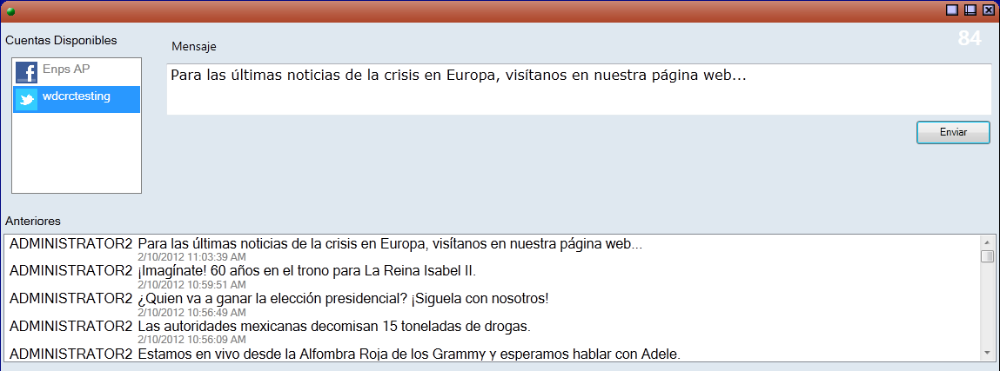 84
Cuentas Disponibles
Mensaje
Enps AP
wdcrctesting
Para las últimas noticias de la crisis en Europa, visítanos en nuestra página web...
Enviar
Anteriores
ADMINISTRATOR2 Para las últimas noticias de la crisis en Europa, visítanos en nuestra página web...
2/10/2012 11:03:39 AM
ADMINISTRATOR2 ¡Imagínate! 60 años en el trono para La Reina Isabel II.
2/10/2012 10:59:51 AM
ADMINISTRATOR2 ¿Quien va a ganar la elección presidencial? ¡Siguela con nosotros!
2/10/2012 10:56:49 AM
ADMINISTRATOR2 Las autoridades mexicanas decomisan 15 toneladas de drogas.
2/10/2012 10:56:09 AM
ADMINISTRATOR2 Estamos en vivo desde la Alfombra Roja de los Grammy y esperamos hablar con Adele.